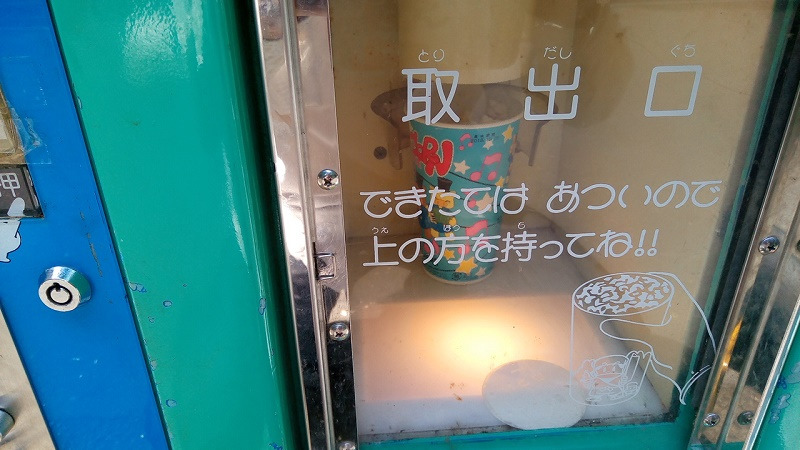 とり だし ぐち
取出口
できたては あついので
うえ ほう も
上の方を持ってね!!
押